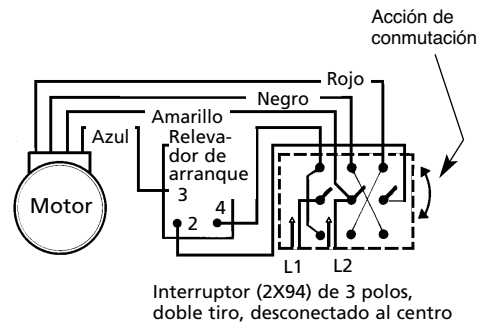 Acción de
conmutación
Rojo
Negro
Amarillo
Azul
Releva-
dor de
arranque
3
4
2
Motor
L1
L2
Interruptor (2X94) de 3 polos,
doble tiro, desconectado al centro